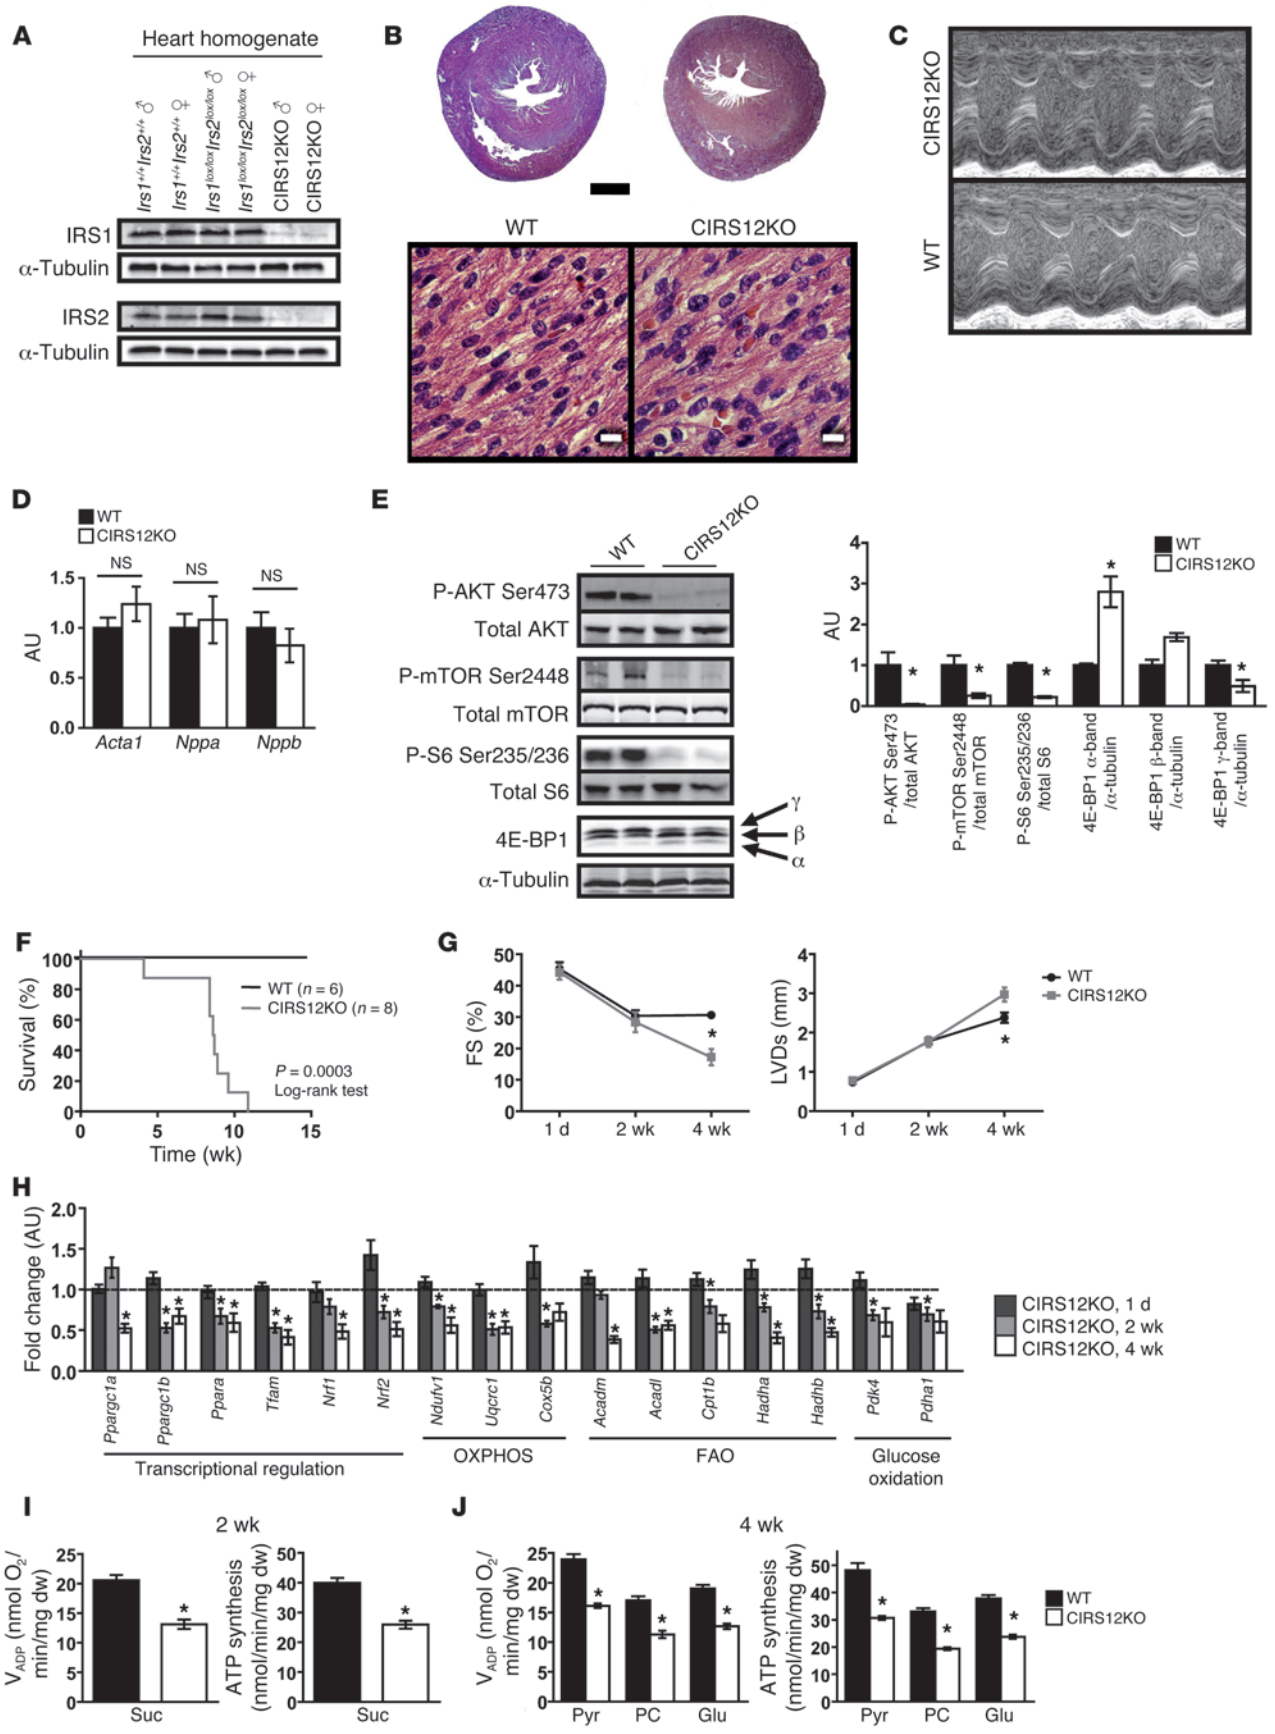 A
Heart homogenate
Irs1+/+Irs2+/+ ♂
Irs1+/+Irs2+/+ ♀
Irs1lox/loxIrs2lox/lox ♂
Irs1lox/loxIrs2lox/lox ♀
CIRS12KO ♂
CIRS12KO ♀
IRS1
α-Tubulin
IRS2
α-Tubulin
B
WT
CIRS12KO
C
CIRS12KO
WT
D
WT
CIRS12KO
NS
NS
NS
AU
1.5
1.0
0.5
0.0
Acta1
Nppa
Nppb
E
WT
CIRS12KO
P-AKT Ser473
Total AKT
P-mTOR Ser2448
Total mTOR
P-S6 Ser235/236
Total S6
4E-BP1
α-Tubulin
γ
β
α
AU
4
3
2
1
0
WT
CIRS12KO
*
*
*
*
*
P-AKT Ser473
/total AKT
P-mTOR Ser2448
/total mTOR
P-S6 Ser235/236
/total S6
4E-BP1 α-band
/α-tubulin
4E-BP1 β-band
/α-tubulin
4E-BP1 γ-band
/α-tubulin
F
Survival (%)
100
80
60
40
20
0
WT (n = 6)
CIRS12KO (n = 8)
P = 0.0003
Log-rank test
0
5
10
15
Time (wk)
G
FS (%)
50
40
30
20
10
0
*
1 d
2 wk
4 wk
LVDs (mm)
4
3
2
1
0
*
1 d
2 wk
4 wk
WT
CIRS12KO
H
Fold change (AU)
2.0
1.5
1.0
0.5
0.0
* * * * * * * * * * * * * * * * * * * * * * * * * *
CIRS12KO, 1 d
CIRS12KO, 2 wk
CIRS12KO, 4 wk
Ppargc1a
Ppargc1b
Ppara
Tfam
Nrf1
Nrf2
Ndufv1
Uqcrc1
Cox5b
Acadm
Acadl
Cpt1b
Hadha
Hadhb
Pdk4
Pdha1
Transcriptional regulation
OXPHOS
FAO
Glucose
oxidation
I
2 wk
VADP (nmol O2/
min/mg dw)
25
20
15
10
5
0
*
Suc
ATP synthesis
(nmol/min/mg dw)
50
40
30
20
10
0
*
Suc
J
4 wk
VADP (nmol O2/
min/mg dw)
25
20
15
10
5
0
*
*
*
Pyr
PC
Glu
ATP synthesis
(nmol/min/mg dw)
50
40
30
20
10
0
*
*
*
Pyr
PC
Glu
WT
CIRS12KO